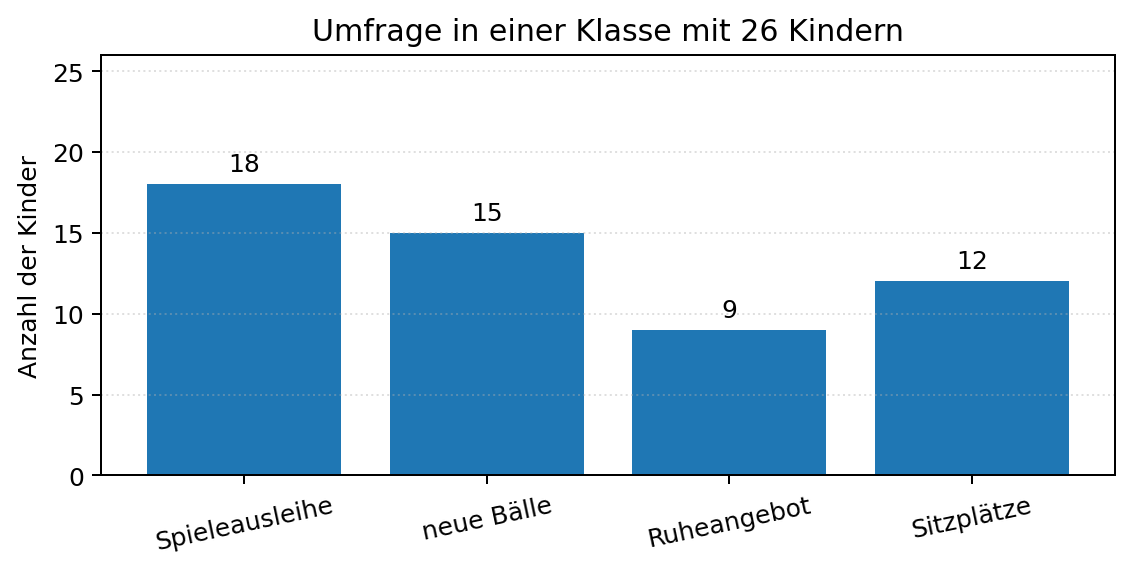 Umfrage in einer Klasse mit 26 Kindern
Anzahl der Kinder
25
20
15
10
5
0
18
15
9
12
Spieleausleihe
neue Bälle
Ruheangebot
Sitzplätze